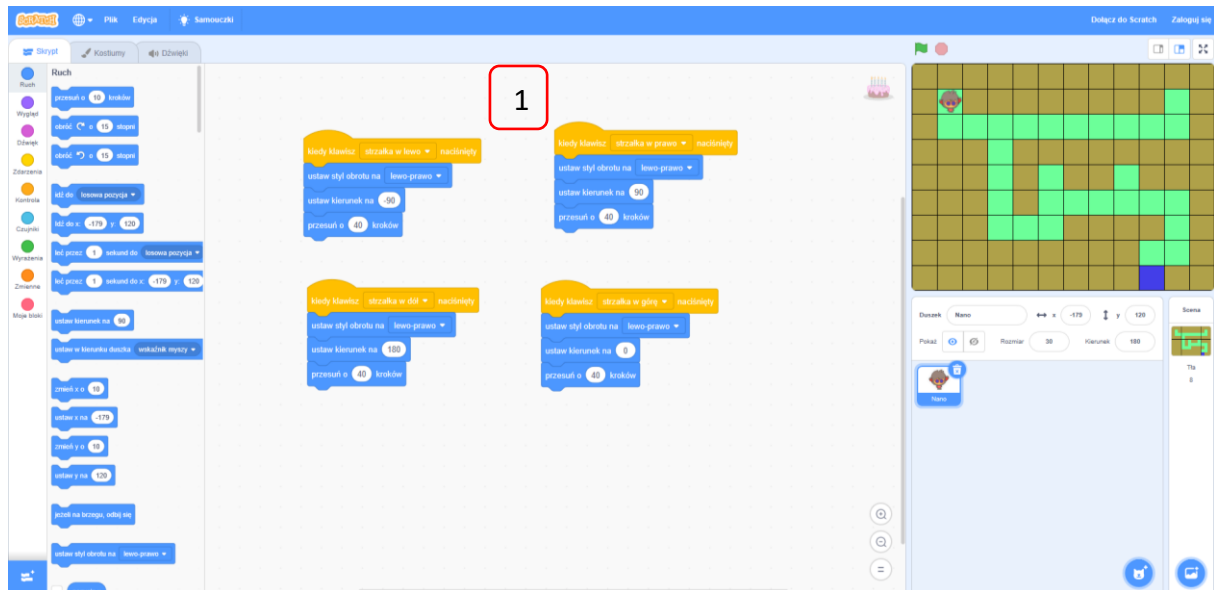 SCRATCH Plik Edycja Samouczki Dołącz do Scratch Zaloguj się
Skrypt Kostiumy Dźwięki
Ruch
Wygląd
Dźwięk
Zdarzenia
Kontrola
Czujniki
Wyrażenia
Zmienne
Moje bloki
Ruch
przesuń o 10 kroków
obróć o 15 stopni
obróć o 15 stopni
idź do losowa pozycja
idź do x: -179 y: 120
leć przez 1 sekund do losowa pozycja
leć przez 1 sekund do x: -179 y: 120
ustaw kierunek na 90
ustaw w kierunku duszka wskaźnik myszy
zmień x o 10
ustaw x na -179
zmień y o 10
ustaw y na 120
jeżeli na brzegu, odbij się
ustaw styl obrotu na lewo-prawo
1
kiedy klawisz strzałka w lewo naciśnięty
ustaw styl obrotu na lewo-prawo
ustaw kierunek na -90
przesuń o 40 kroków
kiedy klawisz strzałka w prawo naciśnięty
ustaw styl obrotu na lewo-prawo
ustaw kierunek na 90
przesuń o 40 kroków
kiedy klawisz strzałka w dół naciśnięty
ustaw styl obrotu na lewo-prawo
ustaw kierunek na 180
przesuń o 40 kroków
kiedy klawisz strzałka w górę naciśnięty
ustaw styl obrotu na lewo-prawo
ustaw kierunek na 0
przesuń o 40 kroków
Duszek Nano x -179 y 120
Pokaż Rozmiar 30 Kierunek 180
Nano
Scena
Tła
8